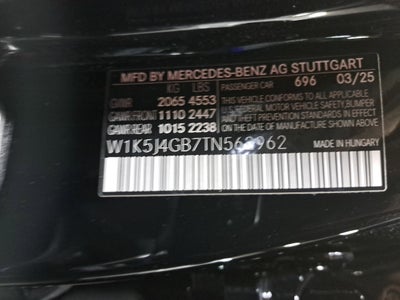 MFD BY MERCEDES-BENZ AG STUTTGART
KG LBS PASSENGER CAR 696 03/25
GVWR 2065 4553 THIS VEHICLE CONFORMS TO ALL APPLICABLE
GAWR FRONT 1110 2447 U.S. FEDERAL MOTOR VEHICLE SAFETY, BUMPER
GAWR REAR 1015 2238 AND THEFT PREVENTION STANDARDS IN
EFFECT ON THE DATE OF MANUFACTURE
SHOWN ABOVE
MADE IN HUNGARY